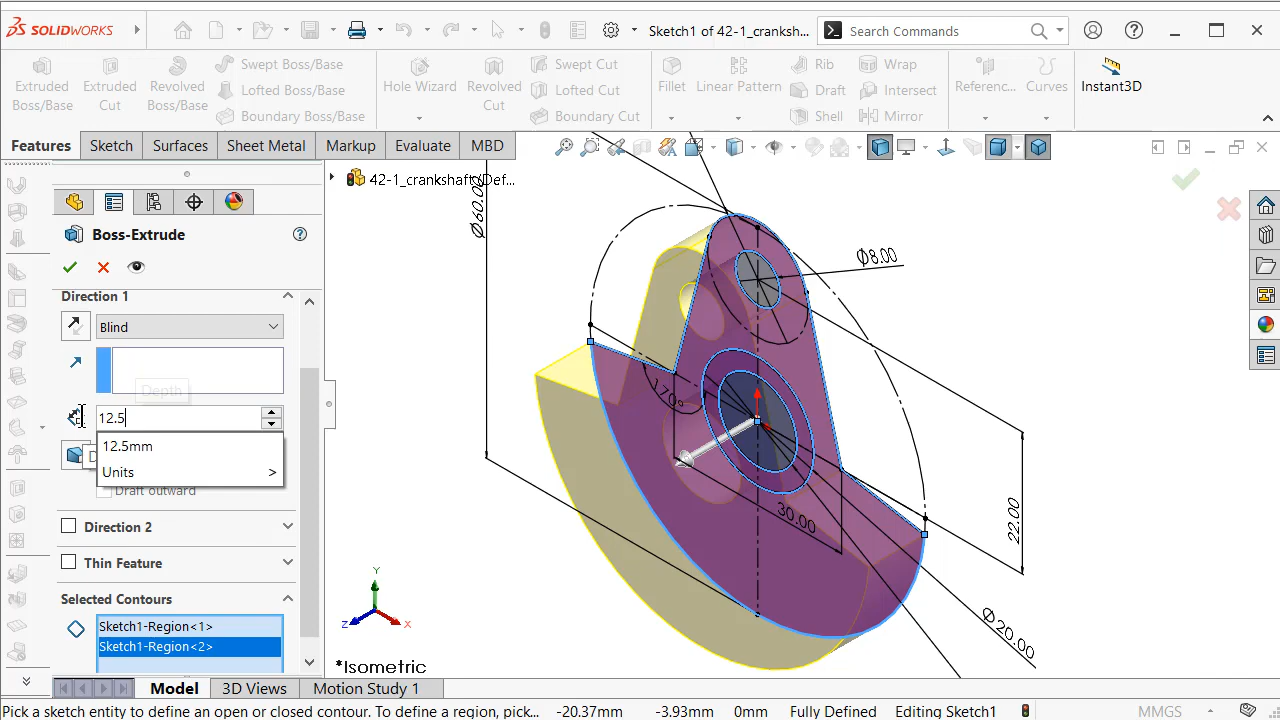 SOLIDWORKS
Sketch1 of 42-1_cranksh...
Search Commands
Extruded Boss/Base
Extruded Cut
Revolved Boss/Base
Swept Boss/Base
Lofted Boss/Base
Boundary Boss/Base
Hole Wizard
Revolved Cut
Swept Cut
Lofted Cut
Boundary Cut
Fillet
Linear Pattern
Rib
Draft
Shell
Wrap
Intersect
Mirror
Referenc...
Curves
Instant3D
Features
Sketch
Surfaces
Sheet Metal
Markup
Evaluate
MBD
42-1_crankshaft (Def...
Boss-Extrude
Direction 1
Blind
Depth
12.5
12.5mm
Units >
Draft outward
Direction 2
Thin Feature
Selected Contours
Sketch1-Region<1>
Sketch1-Region<2>
Φ60.00
Φ8.00
170°
30.00
22.00
Φ20.00
Y
Z
X
*Isometric
Model
3D Views
Motion Study 1
Pick a sketch entity to define an open or closed contour. To define a region, pick...
-20.37mm
-3.93mm
0mm
Fully Defined
Editing Sketch1
MMGS